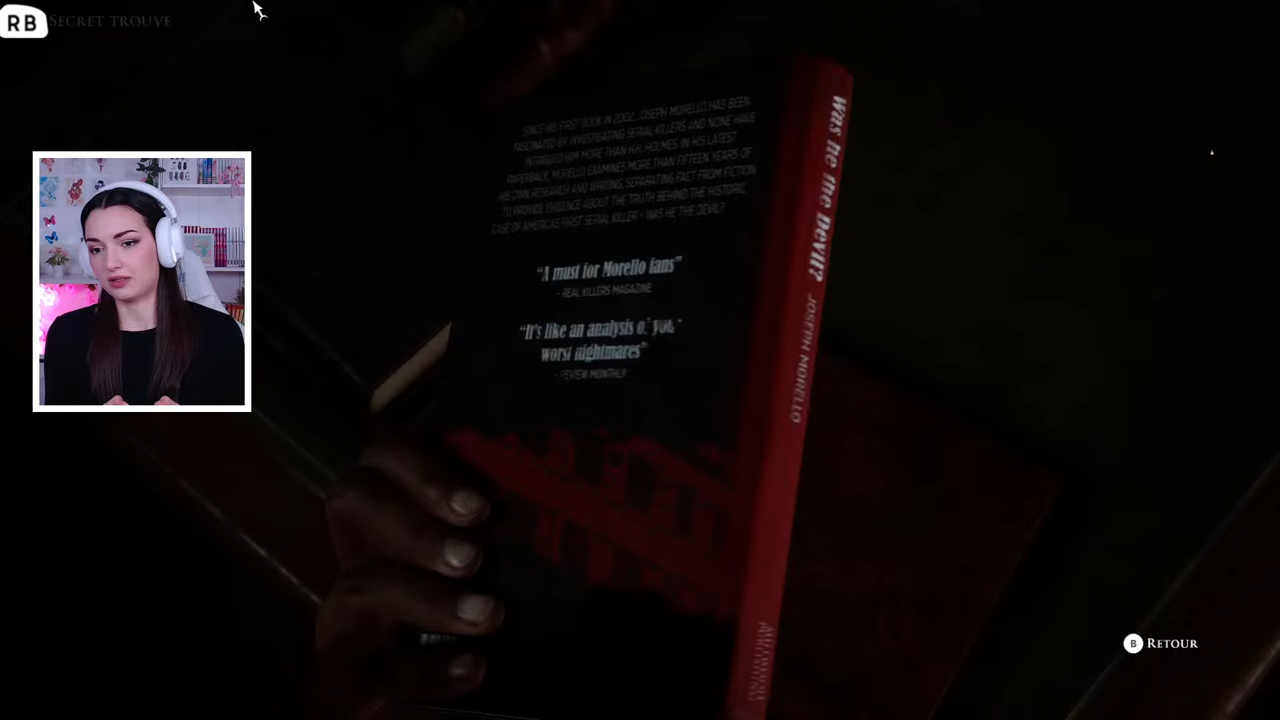 RB
SECRET TROUVÉ
SINCE HIS FIRST BOOK IN 2002, JOSEPH MORELLO HAS BEEN
FASCINATED BY INVESTIGATING SERIAL KILLERS AND NONE HAVE
INTRIGUED HIM MORE THAN H.H. HOLMES. IN HIS LATEST
PAPERBACK, MORELLO EXAMINES MORE THAN FIFTEEN YEARS OF
HIS OWN RESEARCH AND WRITING, SEPARATING FACT FROM FICTION
TO PROVIDE EVIDENCE ABOUT THE TRUTH BEHIND THE HISTORIC
CASE OF AMERICA'S FIRST SERIAL KILLER - WAS HE THE DEVIL?
"A must for Morello fans"
- REAL KILLERS MAGAZINE
"It's like an analysis of your
worst nightmares"
- REVIEW MONTHLY
Was he the Devil? JOSEPH MORELLO
B RETOUR